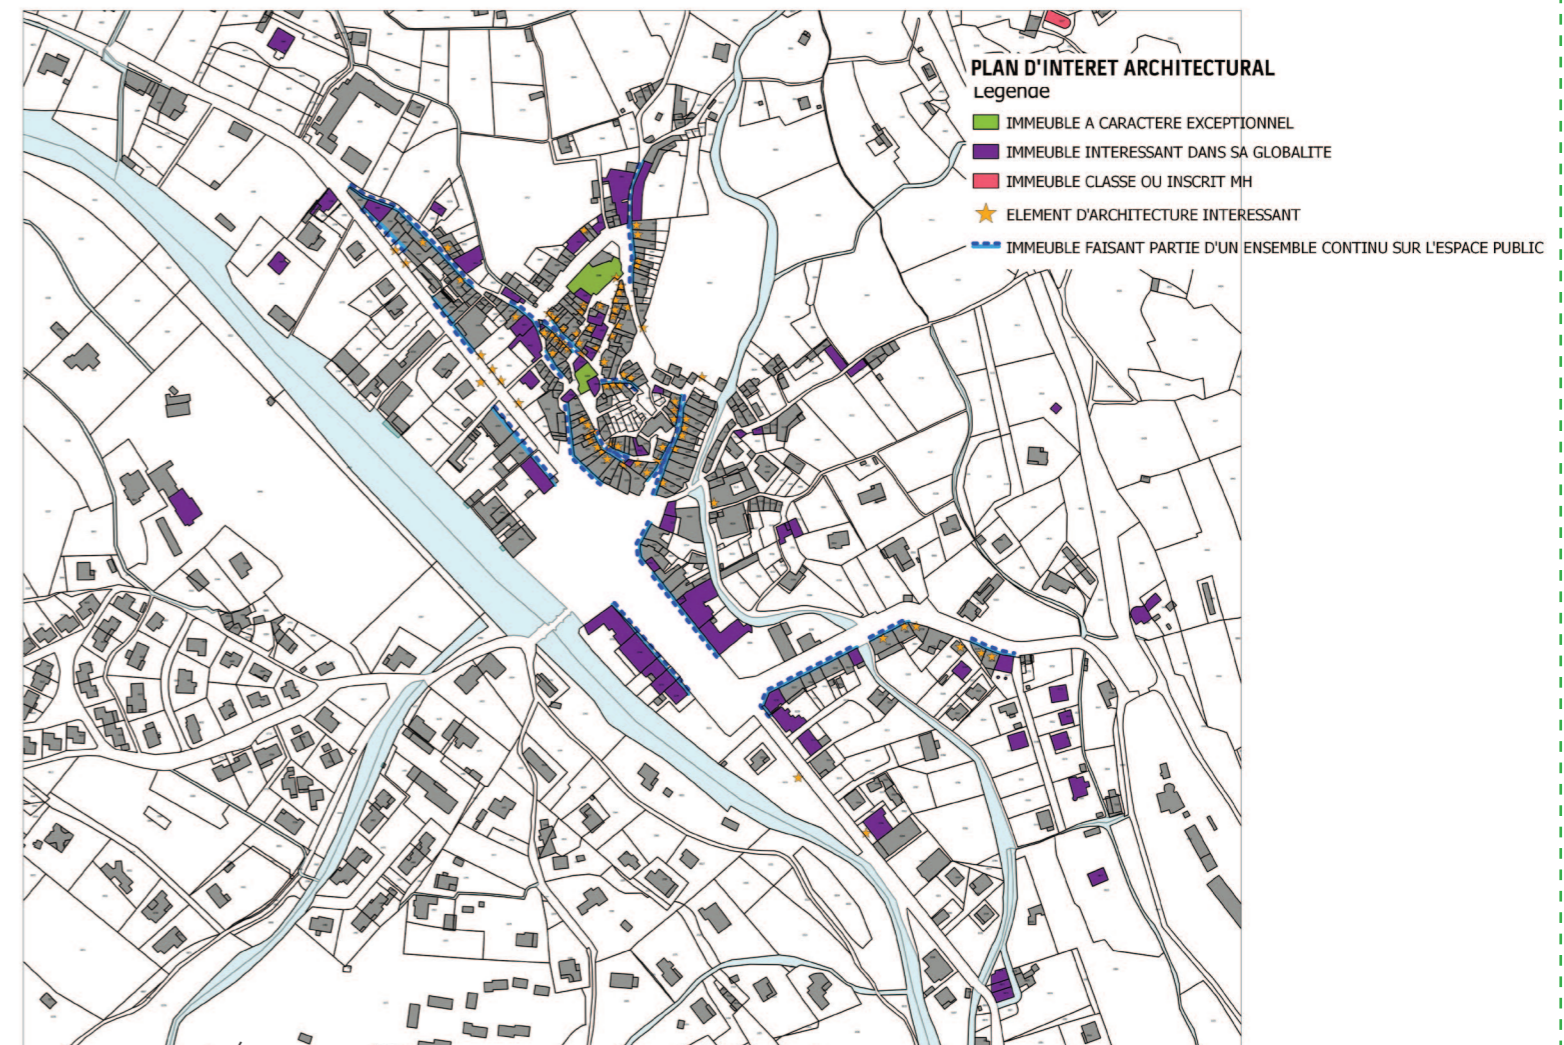 PLAN D'INTERET ARCHITECTURAL
Legende
IMMEUBLE A CARACTERE EXCEPTIONNEL
IMMEUBLE INTERESSANT DANS SA GLOBALITE
IMMEUBLE CLASSE OU INSCRIT MH
ELEMENT D'ARCHITECTURE INTERESSANT
IMMEUBLE FAISANT PARTIE D'UN ENSEMBLE CONTINU SUR L'ESPACE PUBLIC